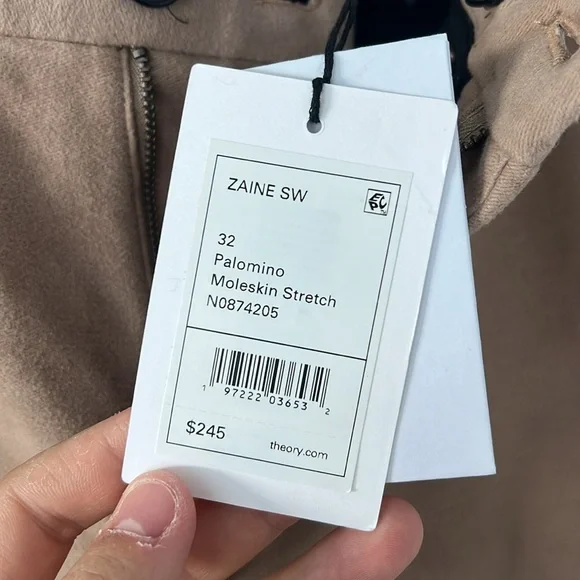 ZAINE SW
32
Palomino
Moleskin Stretch
N0874205
1 97222 03653 2
$245
theory.com